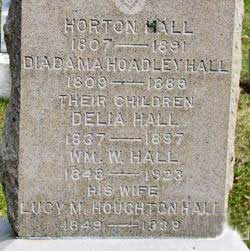 HORTON HALL
1807—1891
DIADAMA HOADLEY HALL
1809—1889
THEIR CHILDREN
DELIA HALL
1837—1897
WM. W. HALL
1848—1923
HIS WIFE
LUCY M. HOUGHTON HALL
1849—1939